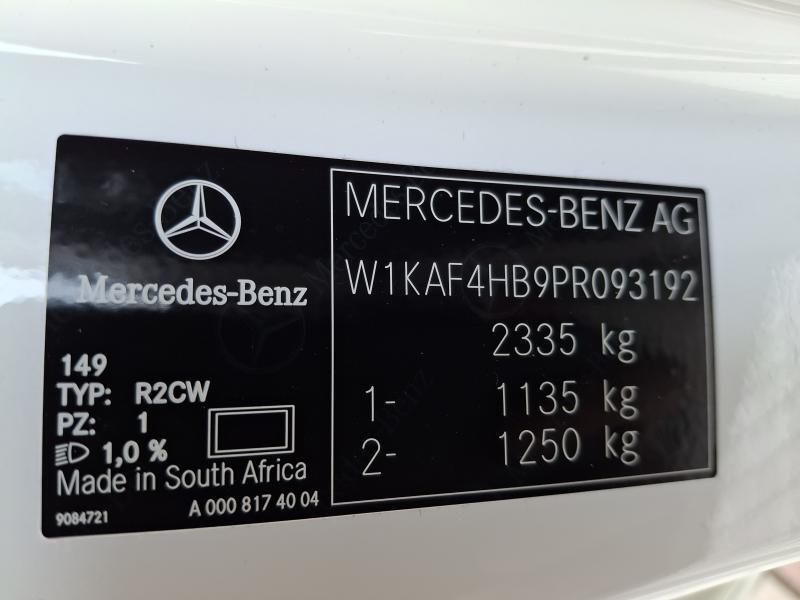 Mercedes-Benz
149
TYP: R2CW
PZ: 1
1,0 %
Made in South Africa
9084721
A 000 817 40 04
MERCEDES-BENZ AG
W1KAF4HB9PR093192
2335 kg
1- 1135 kg
2- 1250 kg